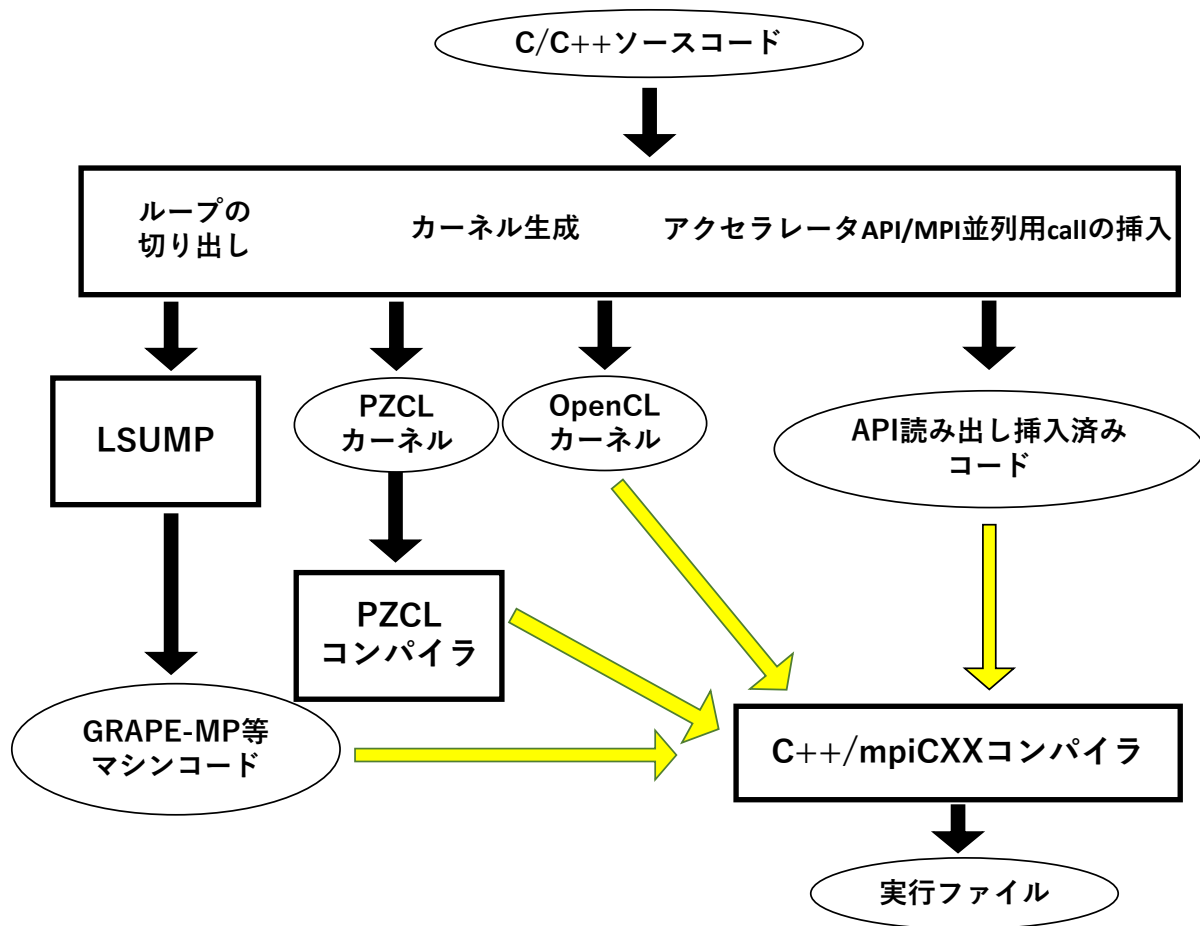 C/C++ソースコード
ループの
切り出し
カーネル生成
アクセラレータAPI/MPI並列用callの挿入
LSUMP
PZCL
カーネル
OpenCL
カーネル
API読み出し挿入済み
コード
PZCL
コンパイラ
GRAPE-MP等
マシンコード
C++/mpiCXXコンパイラ
実行ファイル